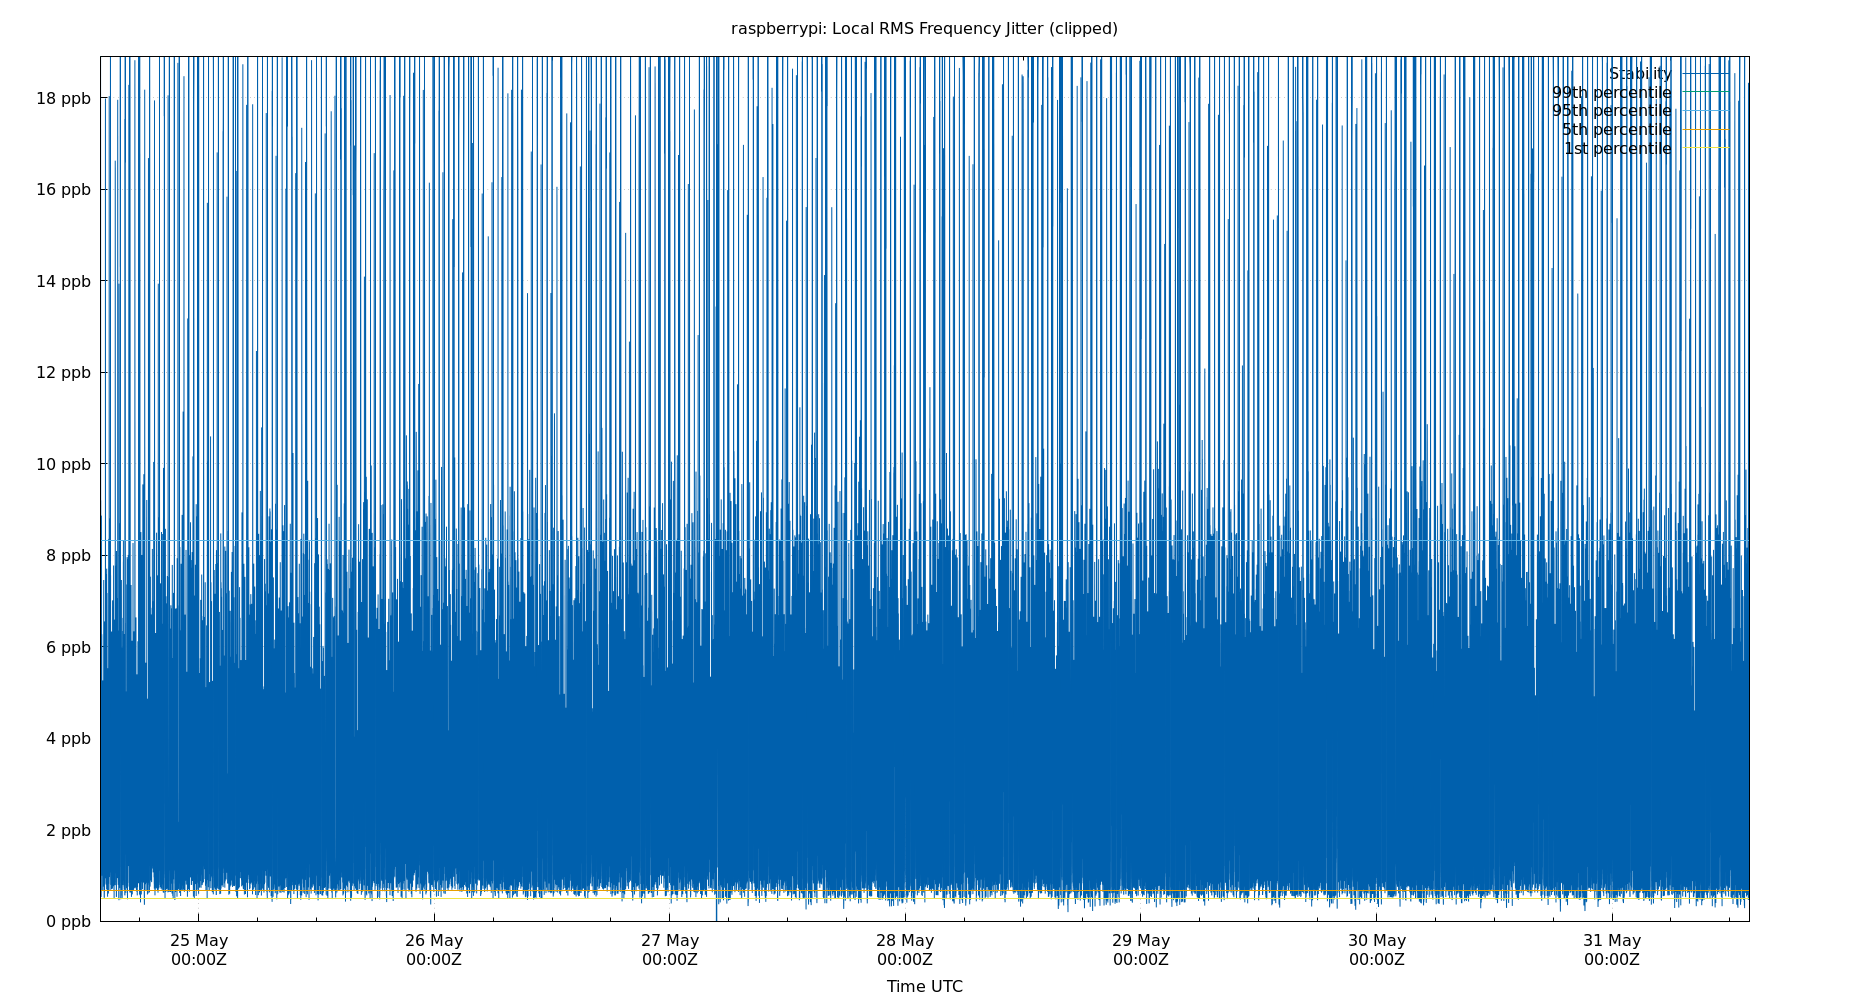 raspberrypi: Local RMS Frequency Jitter (clipped)
Stability
99th percentile
95th percentile
5th percentile
1st percentile
18 ppb
16 ppb
14 ppb
12 ppb
10 ppb
8 ppb
6 ppb
4 ppb
2 ppb
0 ppb
25 May 26 May 27 May 28 May 29 May 30 May 31 May
00:00Z 00:00Z 00:00Z 00:00Z 00:00Z 00:00Z 00:00Z
Time UTC